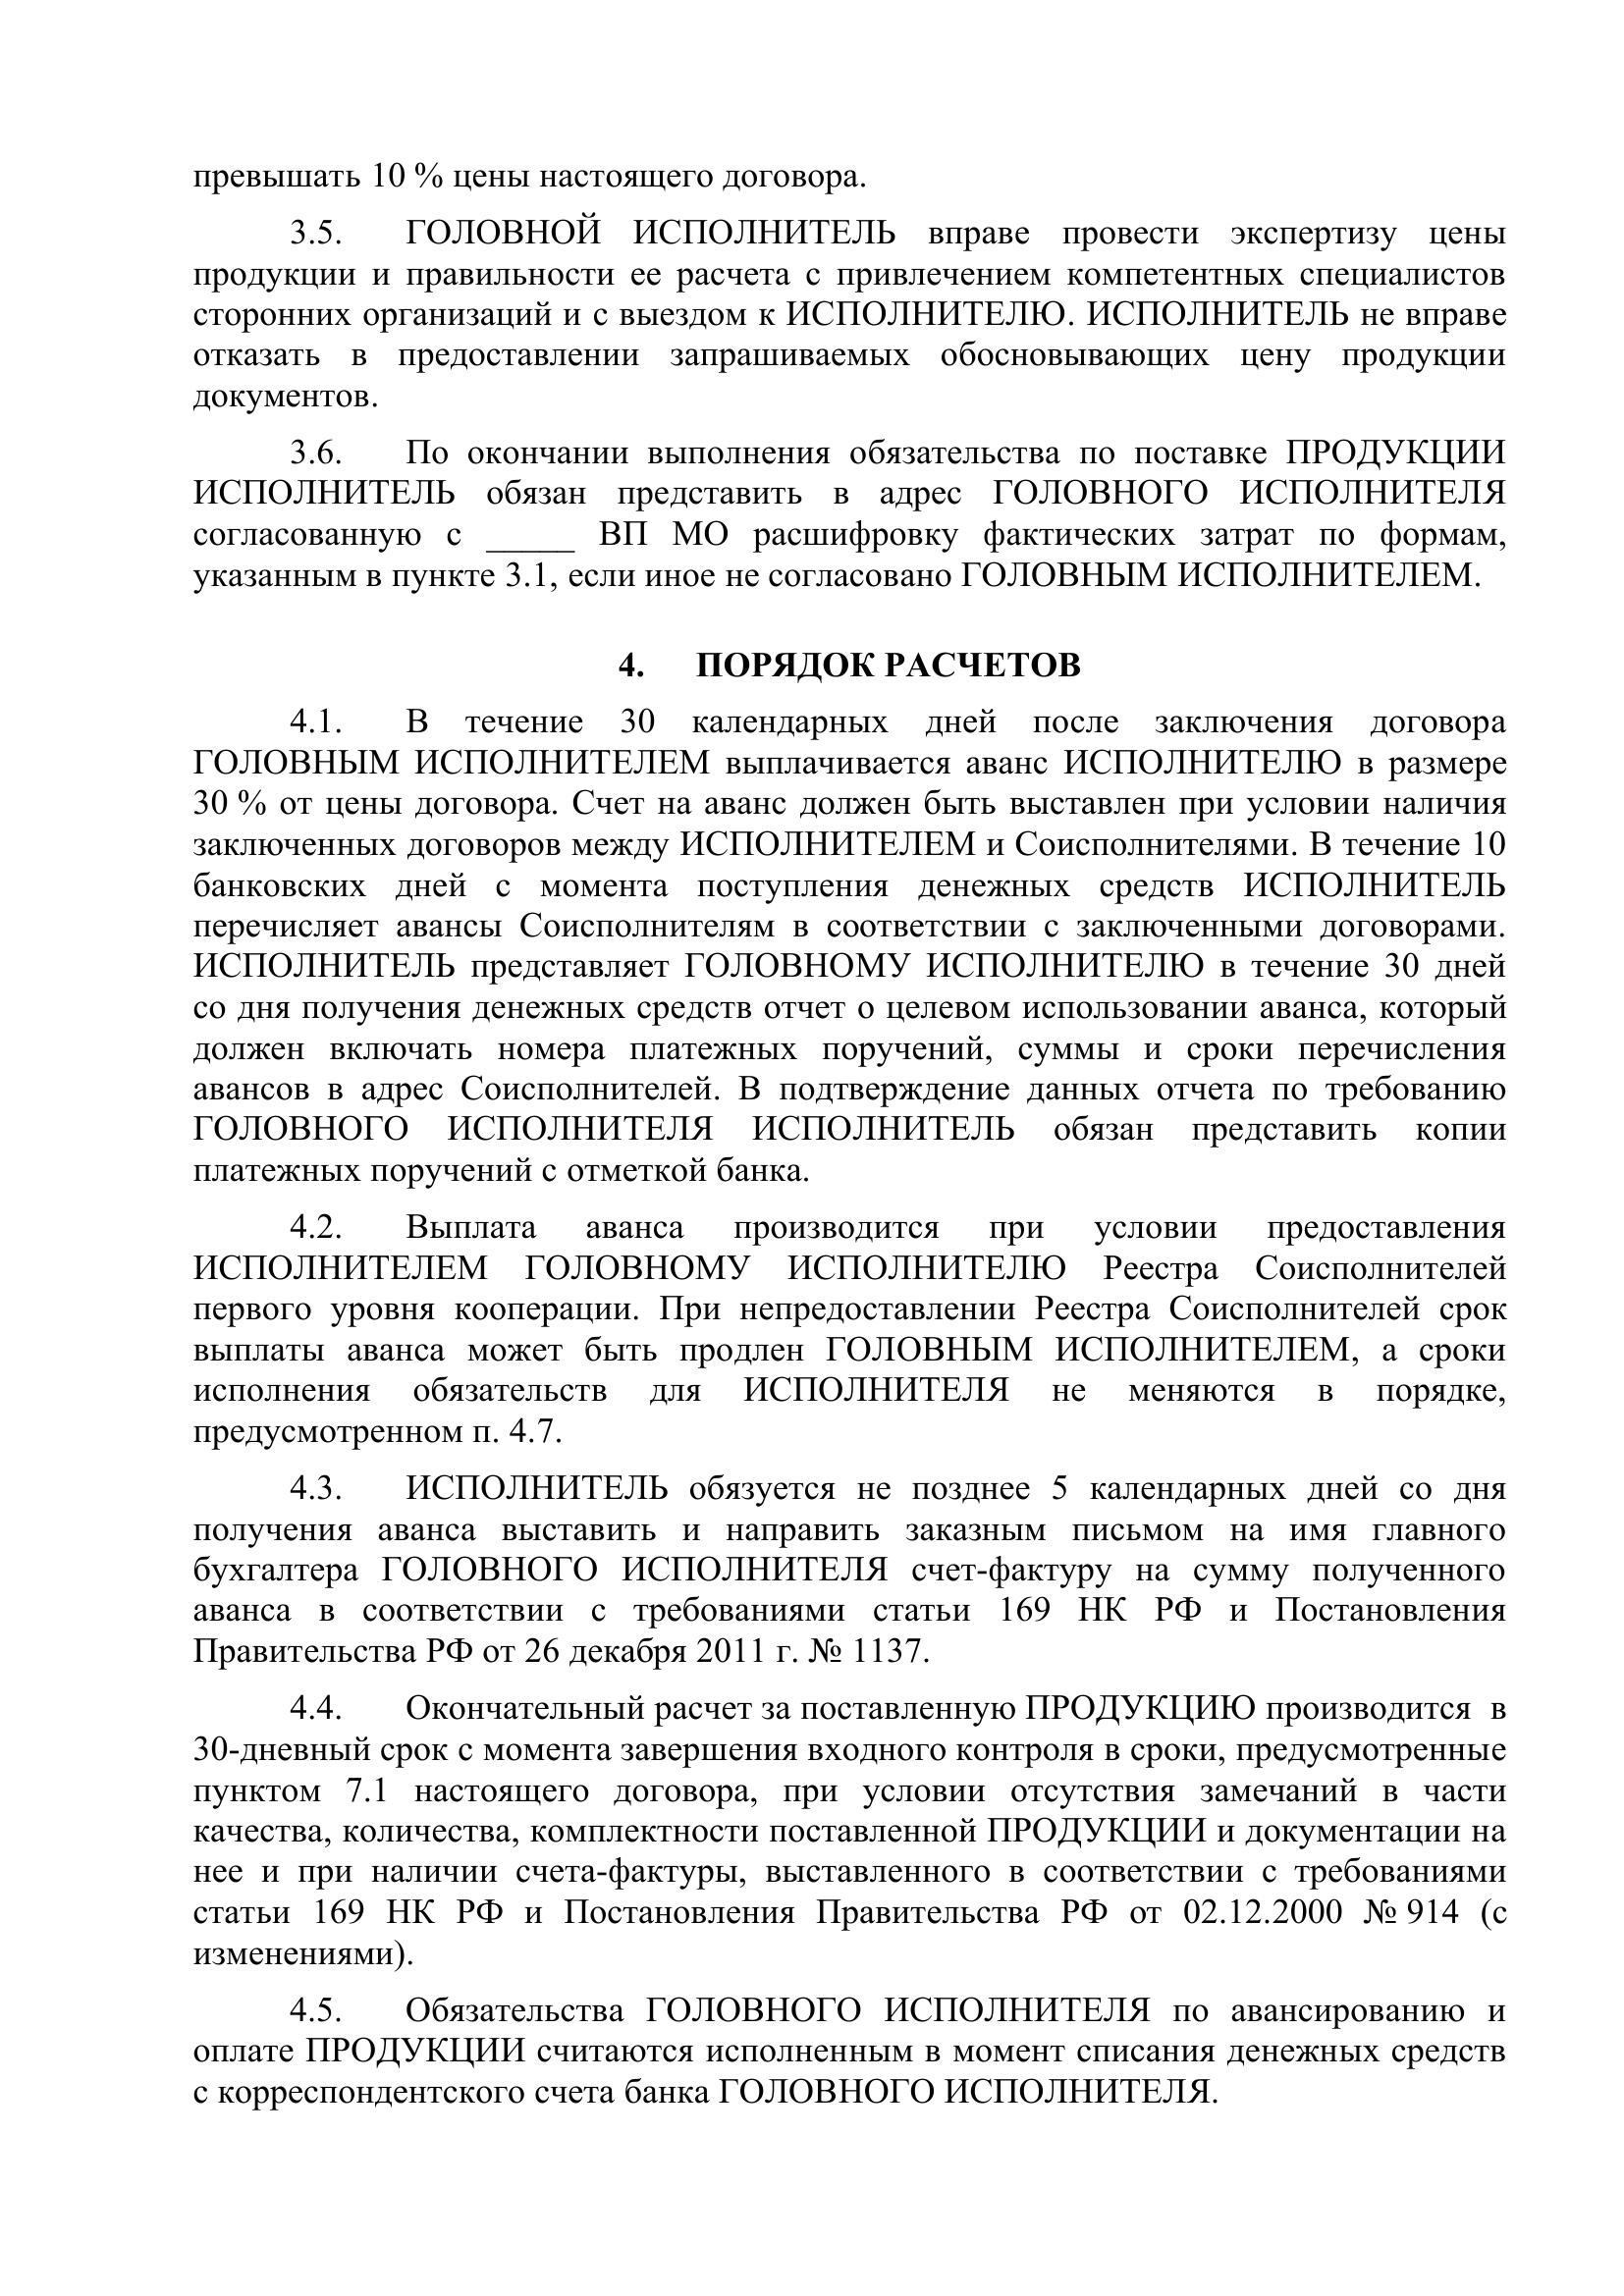 превышать 10 % цены настоящего договора.
3.5. ГОЛОВНОЙ ИСПОЛНИТЕЛЬ вправе провести экспертизу цены
продукции и правильности ее расчета с привлечением компетентных специалистов
сторонних организаций и с выездом к ИСПОЛНИТЕЛЮ. ИСПОЛНИТЕЛЬ не вправе
отказать в предоставлении запрашиваемых обосновывающих цену продукции
документов.
3.6. По окончании выполнения обязательства по поставке ПРОДУКЦИИ
ИСПОЛНИТЕЛЬ обязан представить в адрес ГОЛОВНОГО ИСПОЛНИТЕЛЯ
согласованную с _____ ВП МО расшифровку фактических затрат по формам,
указанным в пункте 3.1, если иное не согласовано ГОЛОВНЫМ ИСПОЛНИТЕЛЕМ.
4. ПОРЯДОК РАСЧЕТОВ
4.1. В течение 30 календарных дней после заключения договора
ГОЛОВНЫМ ИСПОЛНИТЕЛЕМ выплачивается аванс ИСПОЛНИТЕЛЮ в размере
30 % от цены договора. Счет на аванс должен быть выставлен при условии наличия
заключенных договоров между ИСПОЛНИТЕЛЕМ и Соисполнителями. В течение 10
банковских дней с момента поступления денежных средств ИСПОЛНИТЕЛЬ
перечисляет авансы Соисполнителям в соответствии с заключенными договорами.
ИСПОЛНИТЕЛЬ представляет ГОЛОВНОМУ ИСПОЛНИТЕЛЮ в течение 30 дней
со дня получения денежных средств отчет о целевом использовании аванса, который
должен включать номера платежных поручений, суммы и сроки перечисления
авансов в адрес Соисполнителей. В подтверждение данных отчета по требованию
ГОЛОВНОГО ИСПОЛНИТЕЛЯ ИСПОЛНИТЕЛЬ обязан представить копии
платежных поручений с отметкой банка.
4.2. Выплата аванса производится при условии предоставления
ИСПОЛНИТЕЛЕМ ГОЛОВНОМУ ИСПОЛНИТЕЛЮ Реестра Соисполнителей
первого уровня кооперации. При непредоставлении Реестра Соисполнителей срок
выплаты аванса может быть продлен ГОЛОВНЫМ ИСПОЛНИТЕЛЕМ, а сроки
исполнения обязательств для ИСПОЛНИТЕЛЯ не меняются в порядке,
предусмотренном п. 4.7.
4.3. ИСПОЛНИТЕЛЬ обязуется не позднее 5 календарных дней со дня
получения аванса выставить и направить заказным письмом на имя главного
бухгалтера ГОЛОВНОГО ИСПОЛНИТЕЛЯ счет-фактуру на сумму полученного
аванса в соответствии с требованиями статьи 169 НК РФ и Постановления
Правительства РФ от 26 декабря 2011 г. № 1137.
4.4. Окончательный расчет за поставленную ПРОДУКЦИЮ производится в
30-дневный срок с момента завершения входного контроля в сроки, предусмотренные
пунктом 7.1 настоящего договора, при условии отсутствия замечаний в части
качества, количества, комплектности поставленной ПРОДУКЦИИ и документации на
нее и при наличии счета-фактуры, выставленного в соответствии с требованиями
статьи 169 НК РФ и Постановления Правительства РФ от 02.12.2000 № 914 (с
изменениями).
4.5. Обязательства ГОЛОВНОГО ИСПОЛНИТЕЛЯ по авансированию и
оплате ПРОДУКЦИИ считаются исполненным в момент списания денежных средств
с корреспондентского счета банка ГОЛОВНОГО ИСПОЛНИТЕЛЯ.